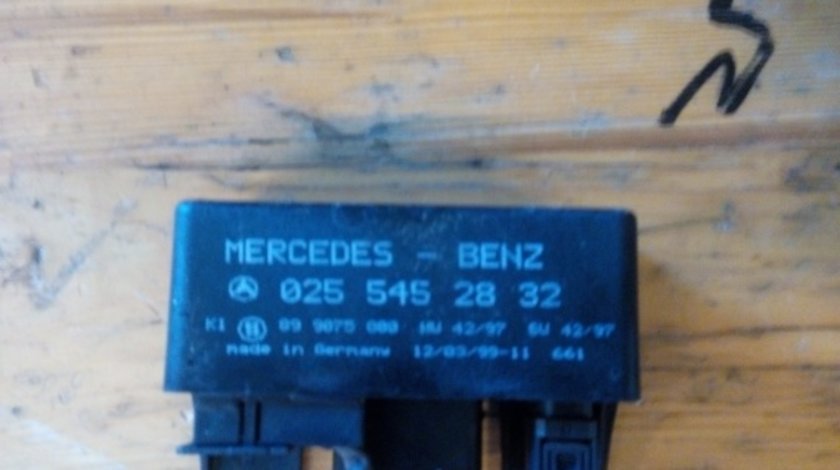 MERCEDES - BENZ
025 545 28 32
K1 89 9075 000 HW 42/97 SW 42/97
made in Germany 12/03/99-11 661